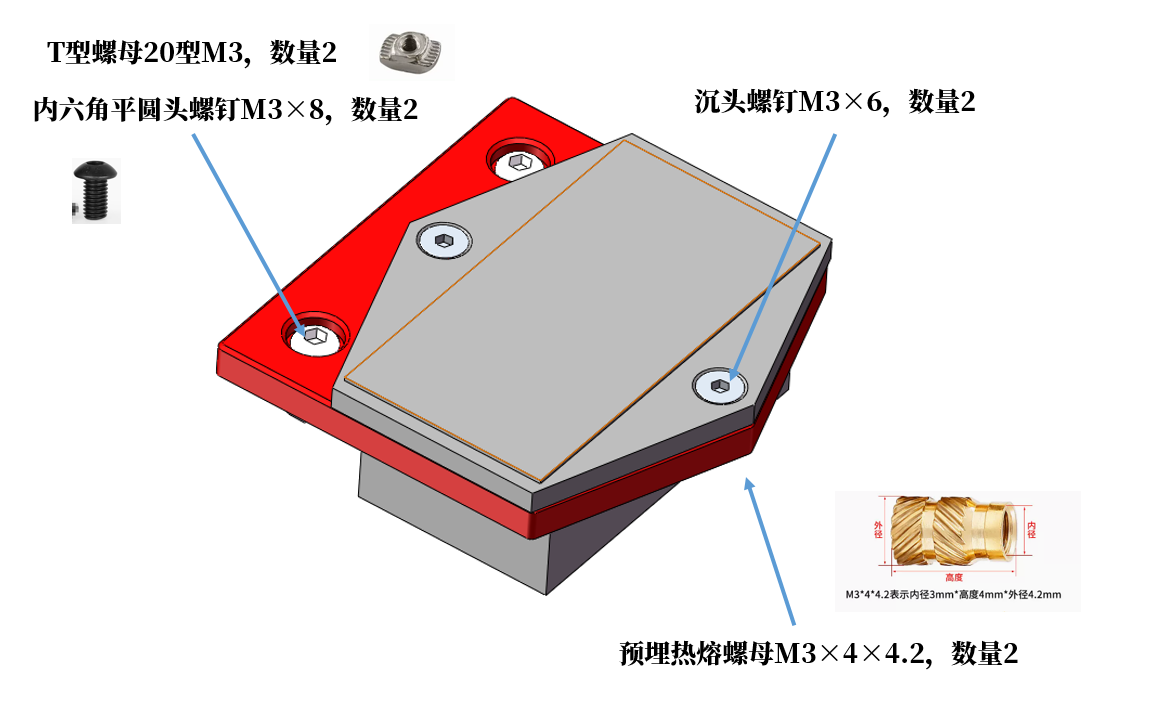 T型螺母20型M3，数量2
内六角平圆头螺钉M3×8，数量2
沉头螺钉M3×6，数量2
外径
内径
高度
M3*4*4.2表示内径3mm*高度4mm*外径4.2mm
预埋热熔螺母M3×4×4.2，数量2